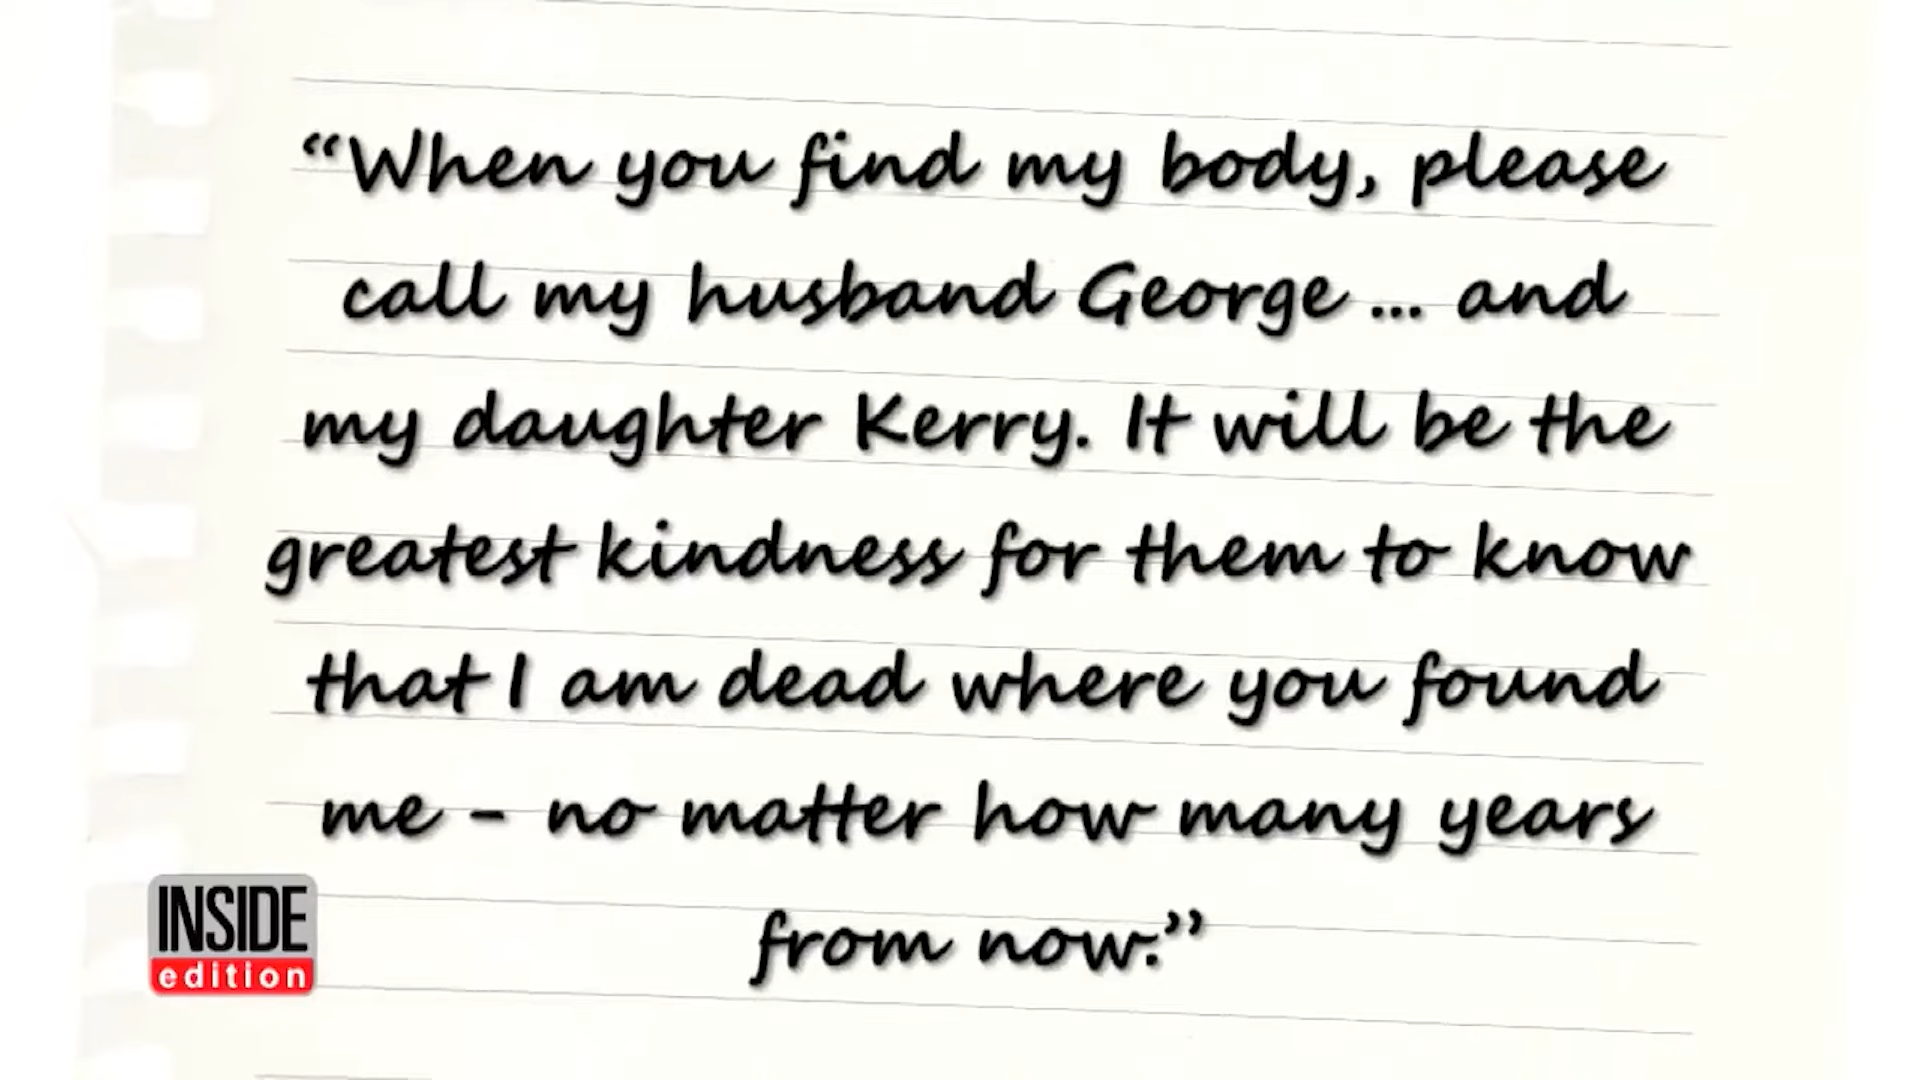 “When you find my body, please
call my husband George ... and
my daughter Kerry. It will be the
greatest kindness for them to know
that I am dead where you found
me - no matter how many years
from now.”
INSIDE
edition